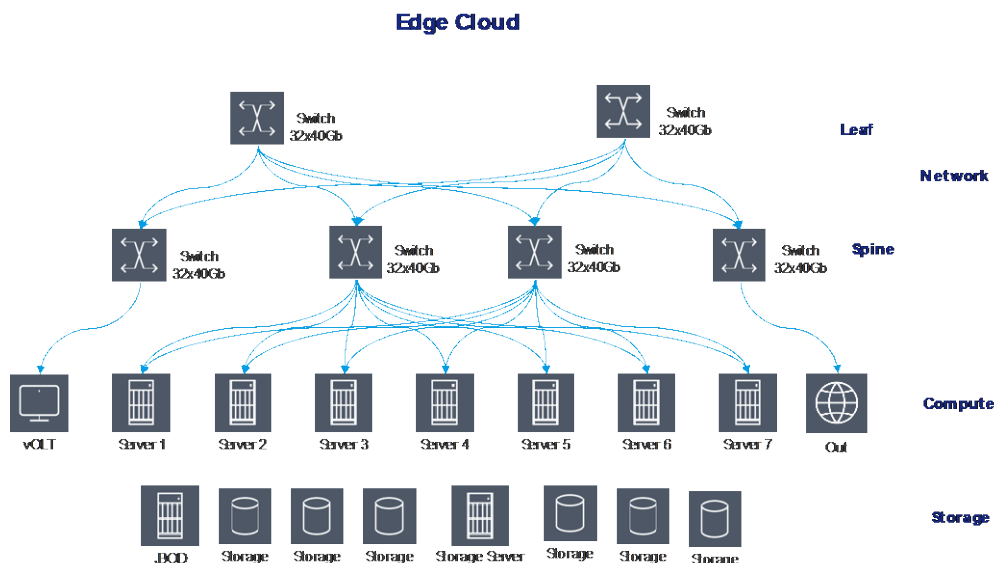 Edge Cloud
Switch
32x40Gb
Switch
32x40Gb
Leaf
Network
Switch
32x40Gb
Switch
32x40Gb
Switch
32x40Gb
Switch
32x40Gb
Spine
vOLT
Server 1
Server 2
Server 3
Server 4
Server 5
Server 6
Server 7
Out
Compute
JBOD
Storage
Storage
Storage
Storage Server
Storage
Storage
Storage
Storage